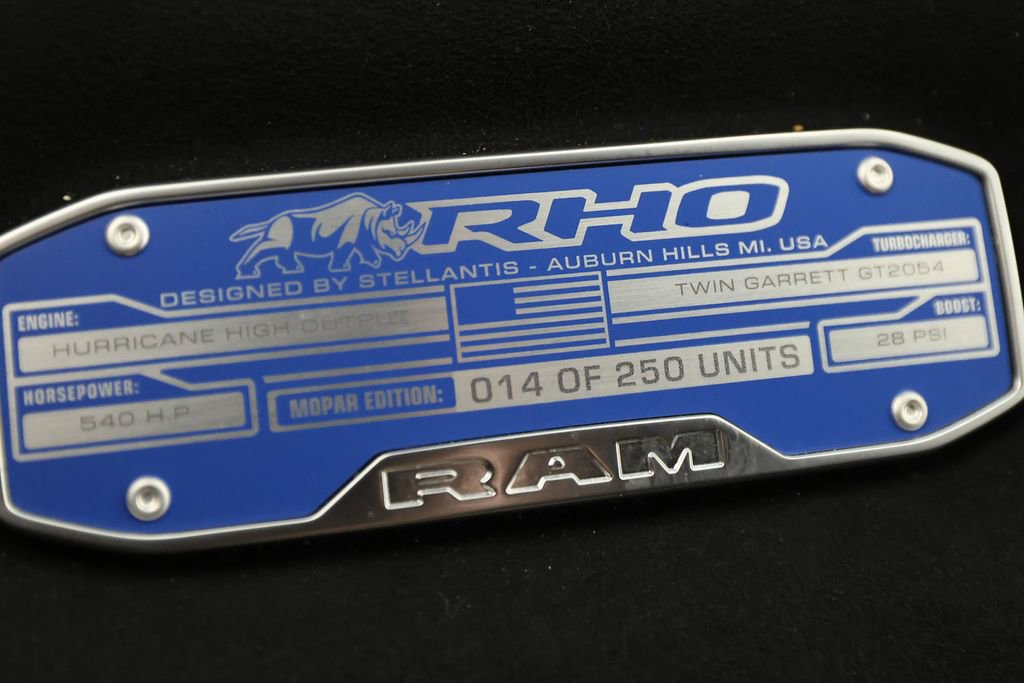 RHO
DESIGNED BY STELLANTIS - AUBURN HILLS MI. USA
ENGINE:
HURRICANE HIGH OUTPUT
TURBOCHARGER:
TWIN GARRETT GT2054
HORSEPOWER:
540 H.P
BOOST:
28 PSI
MOPAR EDITION:
014 OF 250 UNITS
RAM